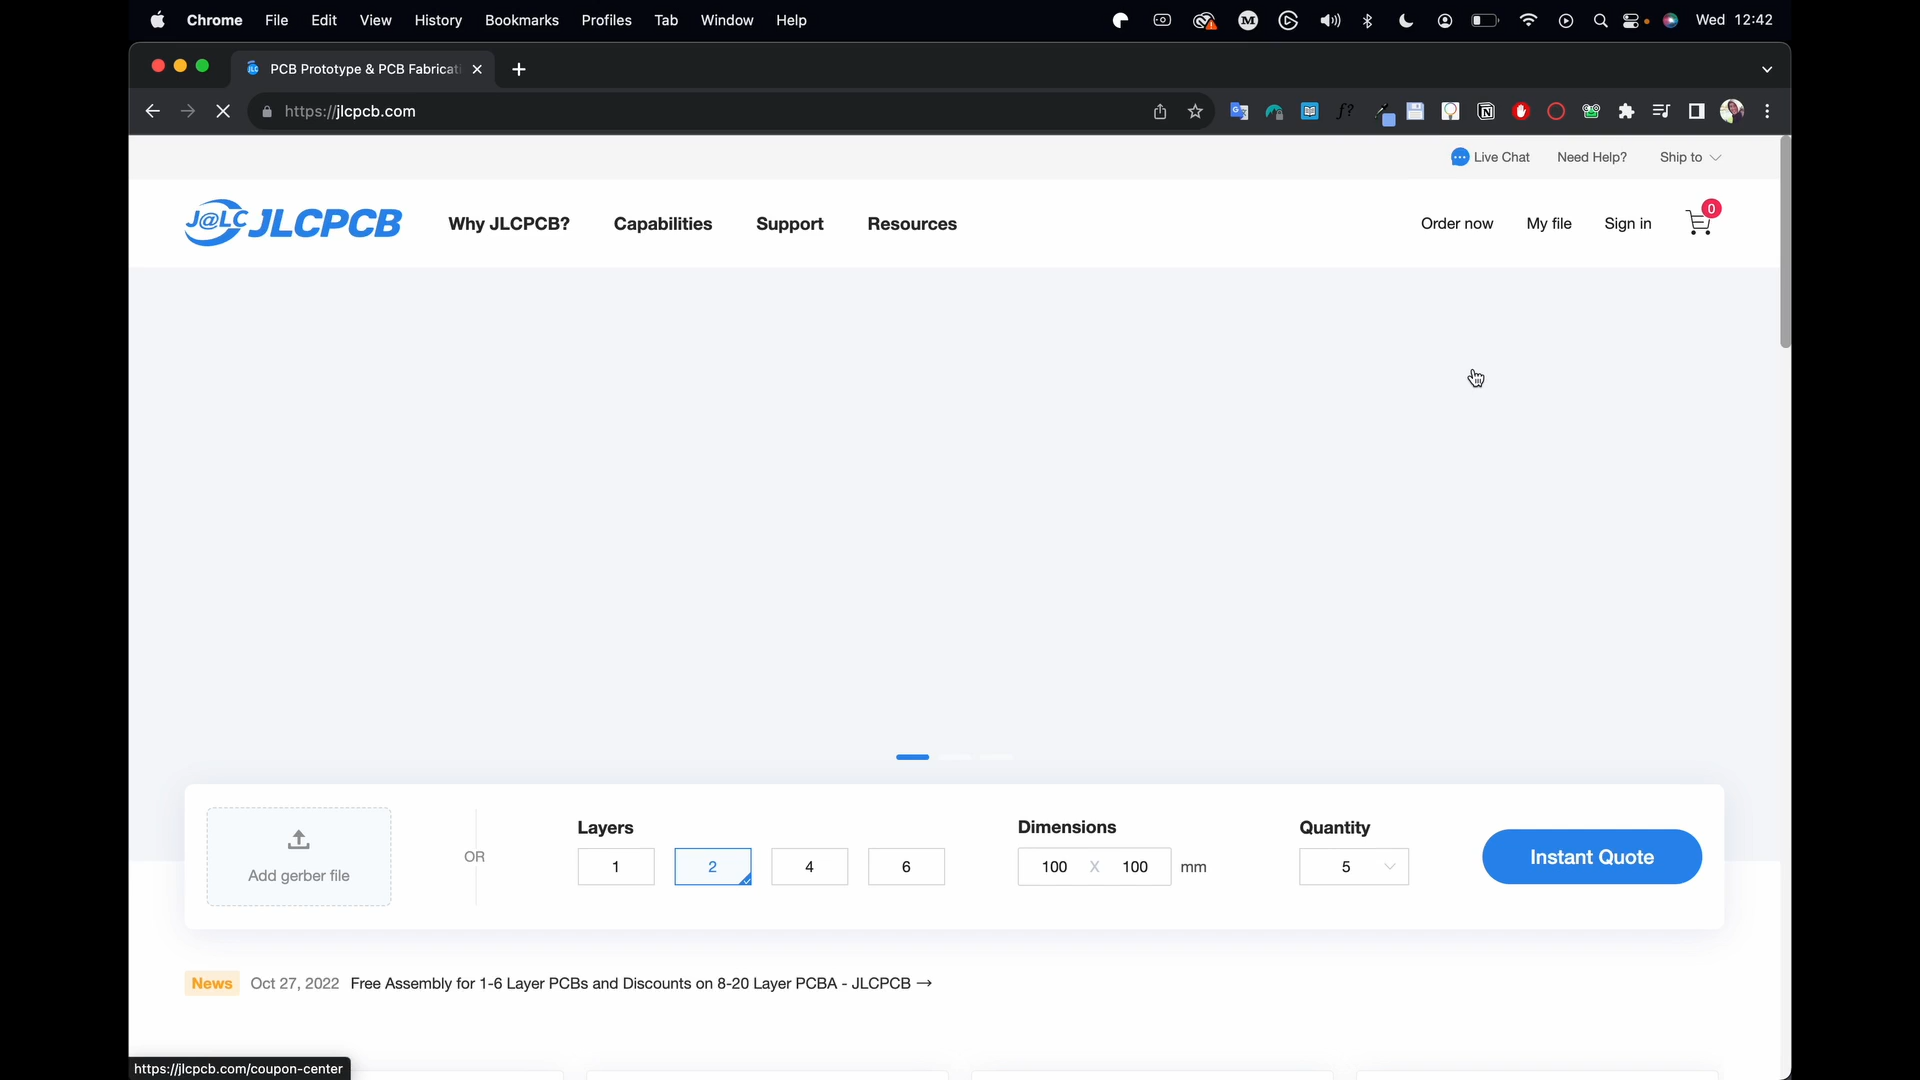 Chrome File Edit View History Bookmarks Profiles Tab Window Help Wed 12:42
PCB Prototype & PCB Fabricati
https://jlcpcb.com
Live Chat Need Help? Ship to
J@LC JLCPCB Why JLCPCB? Capabilities Support Resources Order now My file Sign in 0
Layers Dimensions Quantity
Add gerber file OR 1 2 4 6 100 X 100 mm 5 Instant Quote
News Oct 27, 2022 Free Assembly for 1-6 Layer PCBs and Discounts on 8-20 Layer PCBA - JLCPCB →
https://jlcpcb.com/coupon-center